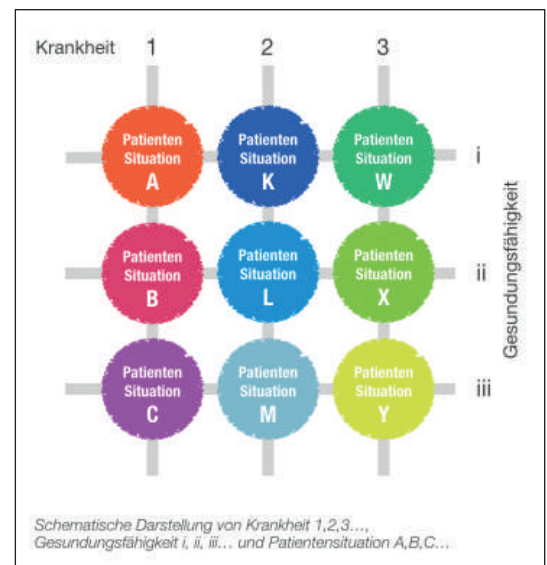 Krankheit 1 2 3
Patienten Patienten Patienten
Situation Situation Situation
A K W
i
Patienten Patienten Patienten
Situation Situation Situation
B L X
ii
Gesundungsfähigkeit
Patienten Patienten Patienten
Situation Situation Situation
C M Y
iii
Schematische Darstellung von Krankheit 1,2,3...,
Gesundungsfähigkeit i, ii, iii... und Patientensituation A,B,C...